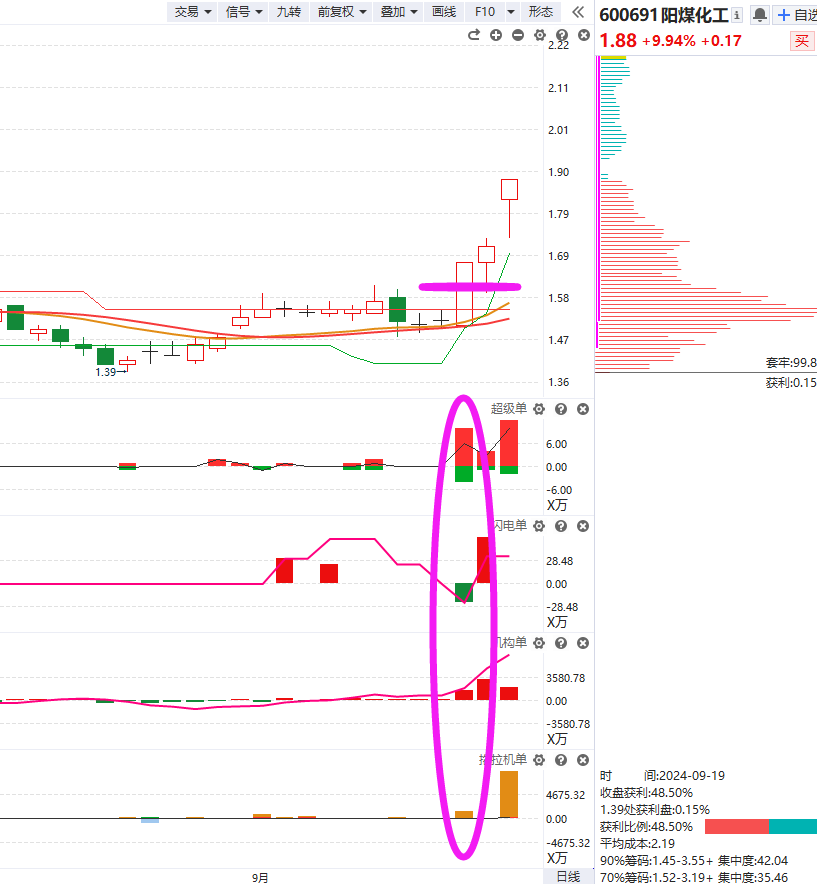 交易 信号 九转 前复权 叠加 画线 F10 形态
600691 阳煤化工 i + 自选
1.88 +9.94% +0.17 买
2.22
2.11
2.01
1.90
1.79
1.69
1.58
1.47
1.36
1.39→
套牢:99.8
获利:0.15
超级单
6.00
0.00
-6.00
X万
闪电单
28.48
0.00
-28.48
X万
机构单
3580.78
0.00
-3580.78
X万
拉机单
4675.32
0.00
-4675.32
X万
9月
日线
时 间:2024-09-19
收盘获利:48.50%
1.39处获利盘:0.15%
获利比例:48.50%
平均成本:2.19
90%筹码:1.45-3.55+ 集中度:42.04
70%筹码:1.52-3.19+ 集中度:35.46